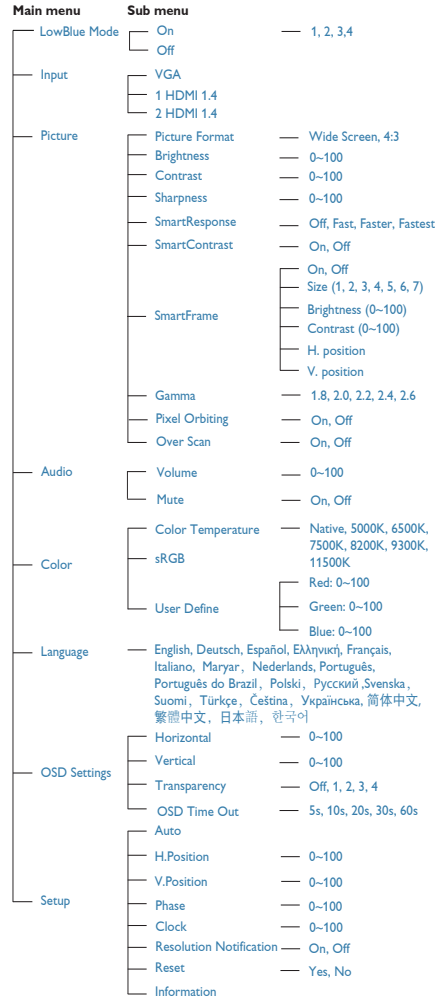 Main menu Sub menu
LowBlue Mode On 1, 2, 3,4
Off
Input VGA
1 HDMI 1.4
2 HDMI 1.4
Picture Picture Format Wide Screen, 4:3
Brightness 0~100
Contrast 0~100
Sharpness 0~100
SmartResponse Off, Fast, Faster, Fastest
SmartContrast On, Off
SmartFrame On, Off
Size (1, 2, 3, 4, 5, 6, 7)
Brightness (0~100)
Contrast (0~100)
H. position
V. position
Gamma 1.8, 2.0, 2.2, 2.4, 2.6
Pixel Orbiting On, Off
Over Scan On, Off
Audio Volume 0~100
Mute On, Off
Color Color Temperature Native, 5000K, 6500K,
7500K, 8200K, 9300K,
11500K
sRGB
User Define Red: 0~100
Green: 0~100
Blue: 0~100
Language English, Deutsch, Español, Ελληνική, Français,
Italiano, Maryar, Nederlands, Português,
Português do Brazil, Polski, Русский ,Svenska,
Suomi, Türkçe, Čeština, Українська, 简体中文,
繁體中文, 日本語, 한국어
OSD Settings Horizontal 0~100
Vertical 0~100
Transparency Off, 1, 2, 3, 4
OSD Time Out 5s, 10s, 20s, 30s, 60s
Setup Auto
H.Position 0~100
V.Position 0~100
Phase 0~100
Clock 0~100
Resolution Notification On, Off
Reset Yes, No
Information